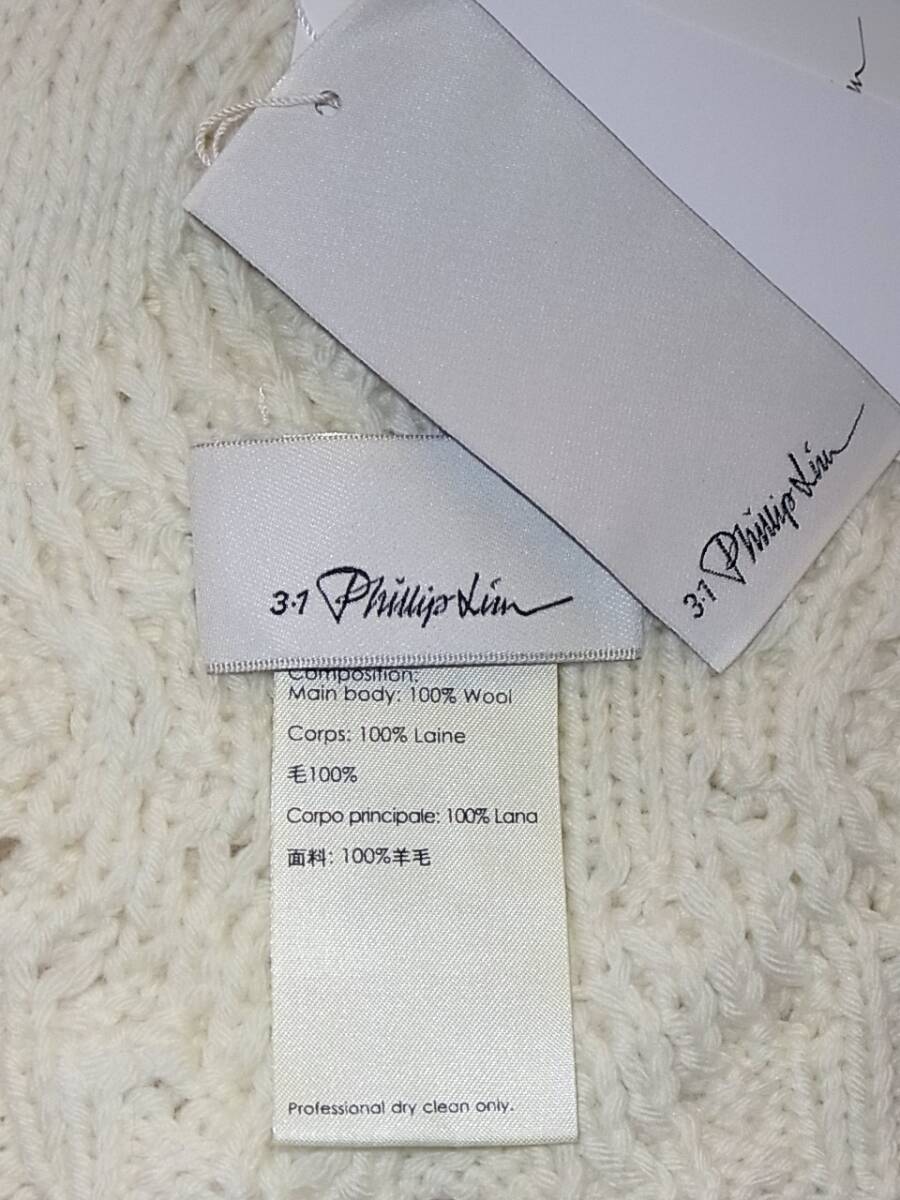 3.1 Phillip Lim
3.1 Phillip Lim
Composition:
Main body: 100% Wool
Corps: 100% Laine
毛100%
Corpo principale: 100% Lana
面料: 100%羊毛
Professional dry clean only.